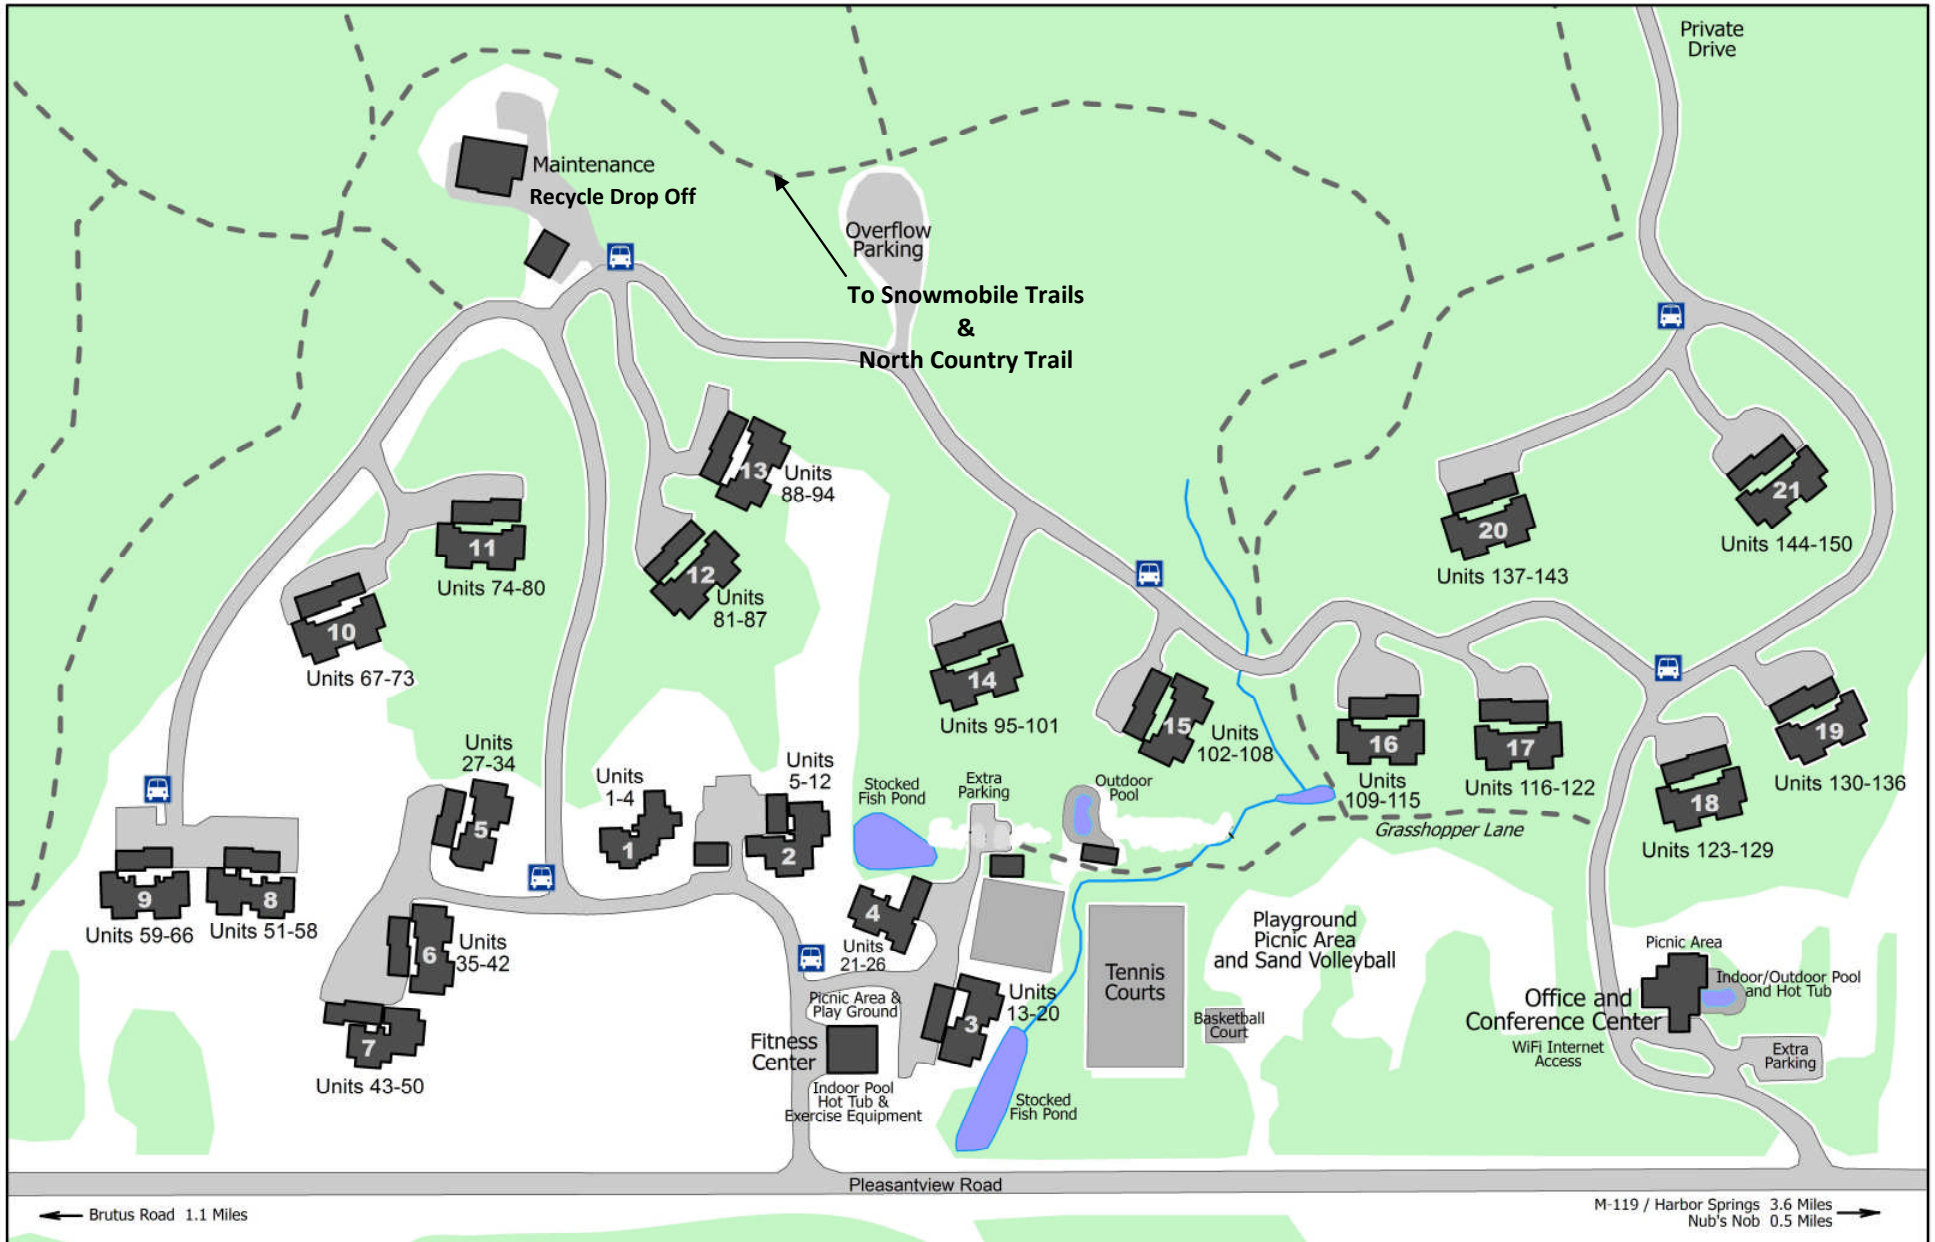 Private
Drive
Maintenance
Recycle Drop Off
Overflow
Parking
To Snowmobile Trails
&
North Country Trail
13
Units
88-94
21
20
Units 144-150
11
Units 137-143
12
Units 74-80
Units
81-87
10
Units 67-73
14
Units 95-101
15
Units
102-108
16
17
19
Units
109-115
Units 116-122
Units 130-136
18
Units 123-129
Grasshopper Lane
Units
27-34
5
Units
1-4
1
Units
5-12
2
Stocked
Fish Pond
Extra
Parking
Outdoor
Pool
9
Units 59-66
8
Units 51-58
6
Units
35-42
4
Units
21-26
7
Units 43-50
Picnic Area &
Play Ground
Fitness
Center
Indoor Pool
Hot Tub &
Exercise Equipment
3
Units
13-20
Stocked
Fish Pond
Tennis
Courts
Playground
Picnic Area
and Sand Volleyball
Basketball
Court
Picnic Area
Indoor/Outdoor Pool
and Hot Tub
Office and
Conference Center
WiFi Internet
Access
Extra
Parking
Pleasantview Road
Brutus Road 1.1 Miles
M-119 / Harbor Springs 3.6 Miles
Nub's Nob 0.5 Miles